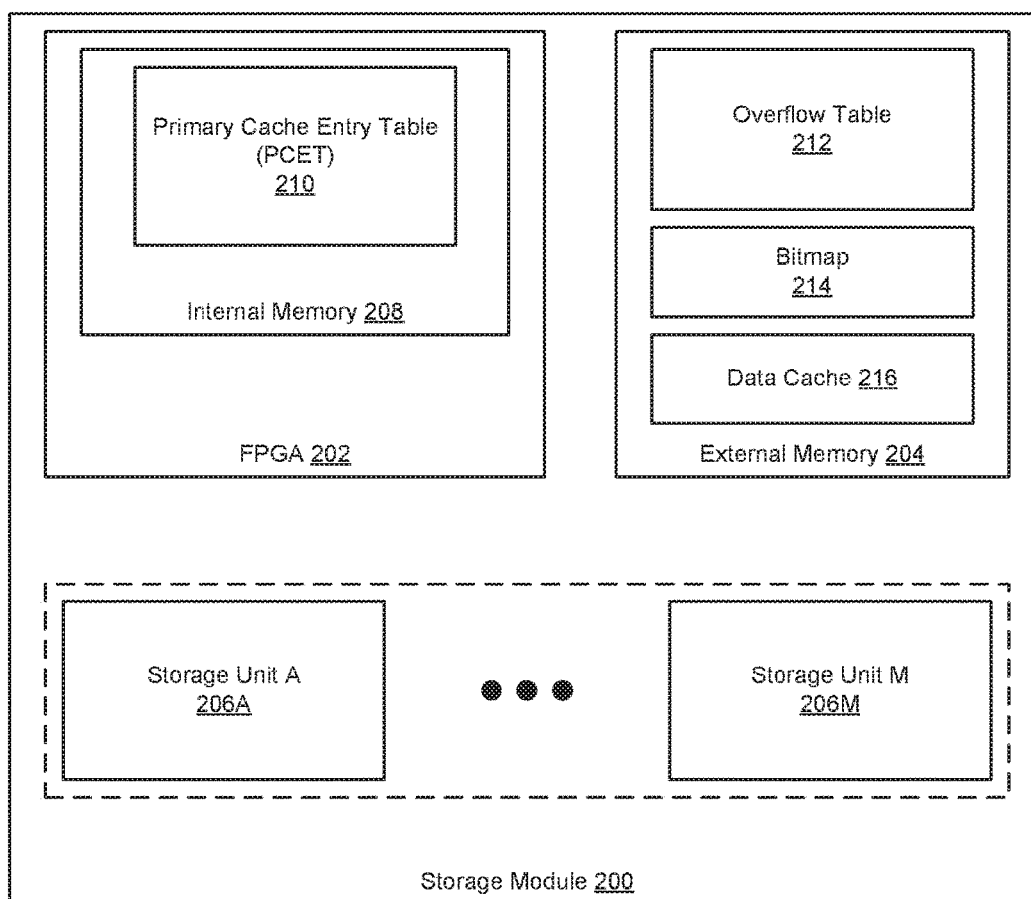 Primary Cache Entry Table
(PCET)
210
Internal Memory 208
FPGA 202
Overflow Table
212
Bitmap
214
Data Cache 216
External Memory 204
Storage Unit A
206A
Storage Unit M
206M
Storage Module 200